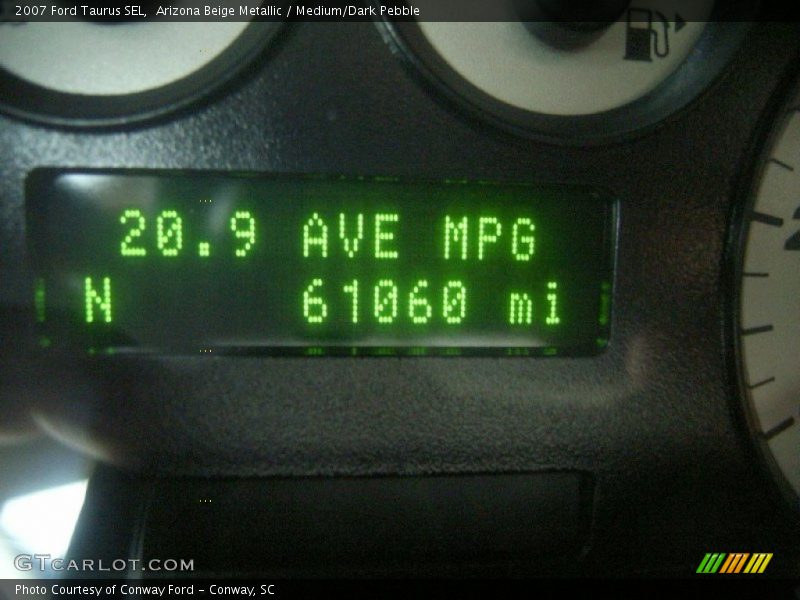 2007 Ford Taurus SEL,  Arizona Beige Metallic / Medium/Dark Pebble
20.9 AVE MPG
N 61060 mi
GTCARLOT.COM
Photo Courtesy of Conway Ford - Conway, SC